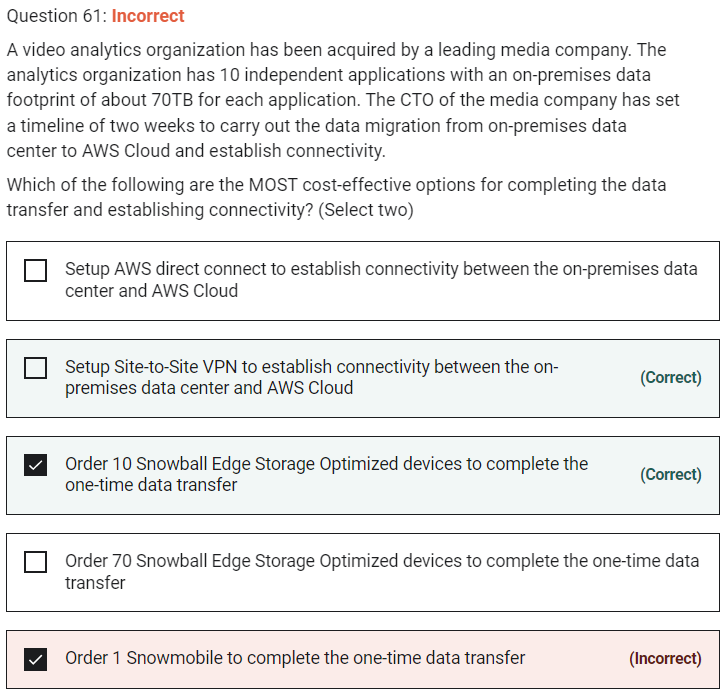 Question 61: Incorrect
A video analytics organization has been acquired by a leading media company. The
analytics organization has 10 independent applications with an on-premises data
footprint of about 70TB for each application. The CTO of the media company has set
a timeline of two weeks to carry out the data migration from on-premises data
center to AWS Cloud and establish connectivity.
Which of the following are the MOST cost-effective options for completing the data
transfer and establishing connectivity? (Select two)
Setup AWS direct connect to establish connectivity between the on-premises data
center and AWS Cloud
Setup Site-to-Site VPN to establish connectivity between the on-
premises data center and AWS Cloud
(Correct)
Order 10 Snowball Edge Storage Optimized devices to complete the
one-time data transfer
(Correct)
Order 70 Snowball Edge Storage Optimized devices to complete the one-time data
transfer
Order 1 Snowmobile to complete the one-time data transfer
(Incorrect)